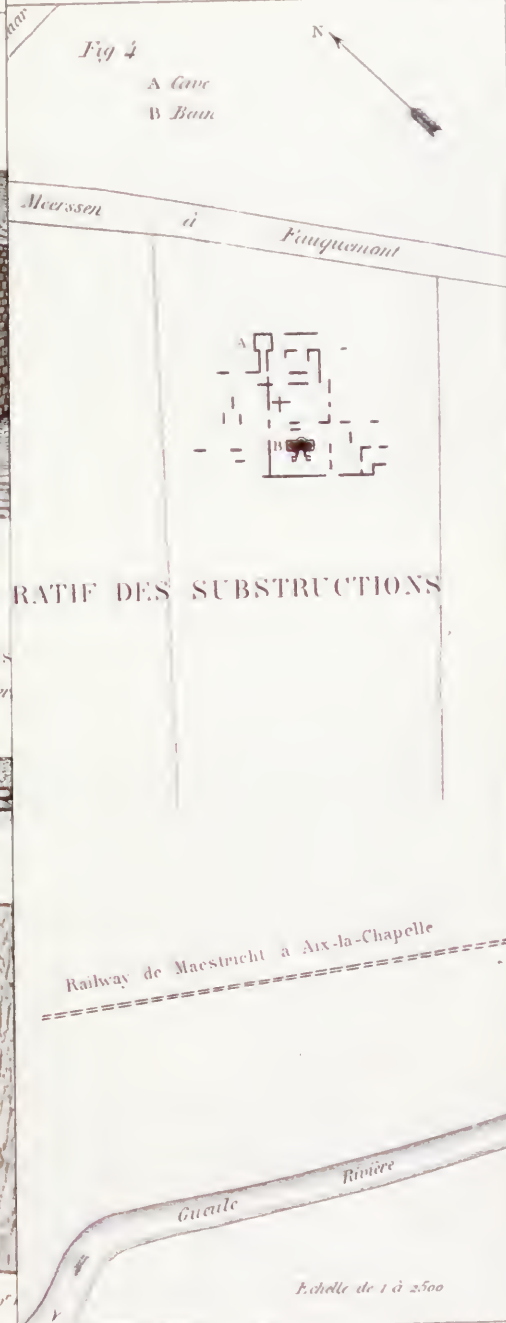 Fig 4
N
A Cave
B Bain
Meerssen à Fauquemont
A
B
RATIF DES SUBSTRUCTIONS
Railway de Maestricht à Aix-la-Chapelle
Gueule Rivière
Echelle de 1 à 2500